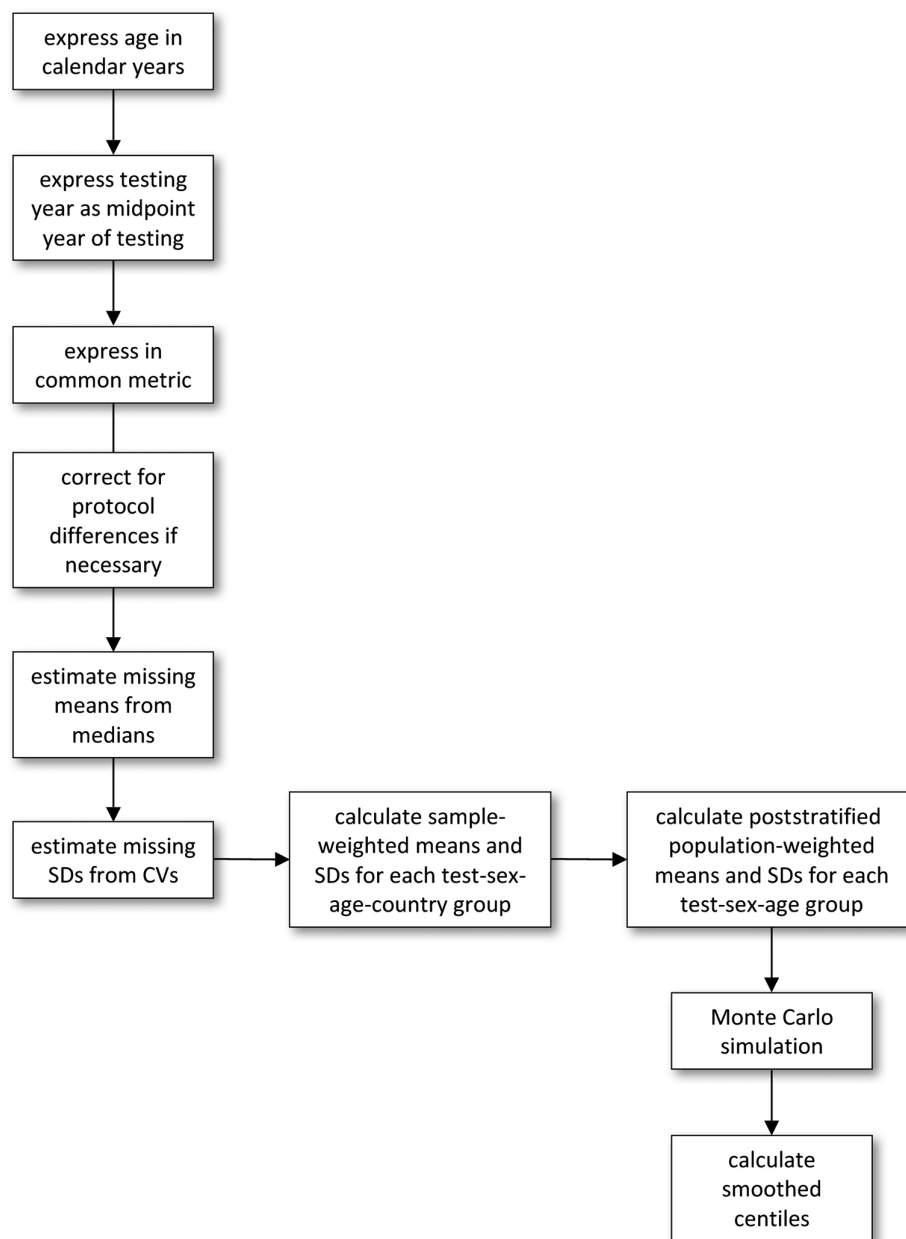 express age in
calendar years
express testing
year as midpoint
year of testing
express in
common metric
correct for
protocol
differences if
necessary
estimate missing
means from
medians
estimate missing
SDs from CVs
calculate sample-
weighted means and
SDs for each test-sex-
age-country group
calculate poststratified
population-weighted
means and SDs for each
test-sex-age group
Monte Carlo
simulation
calculate
smoothed
centiles